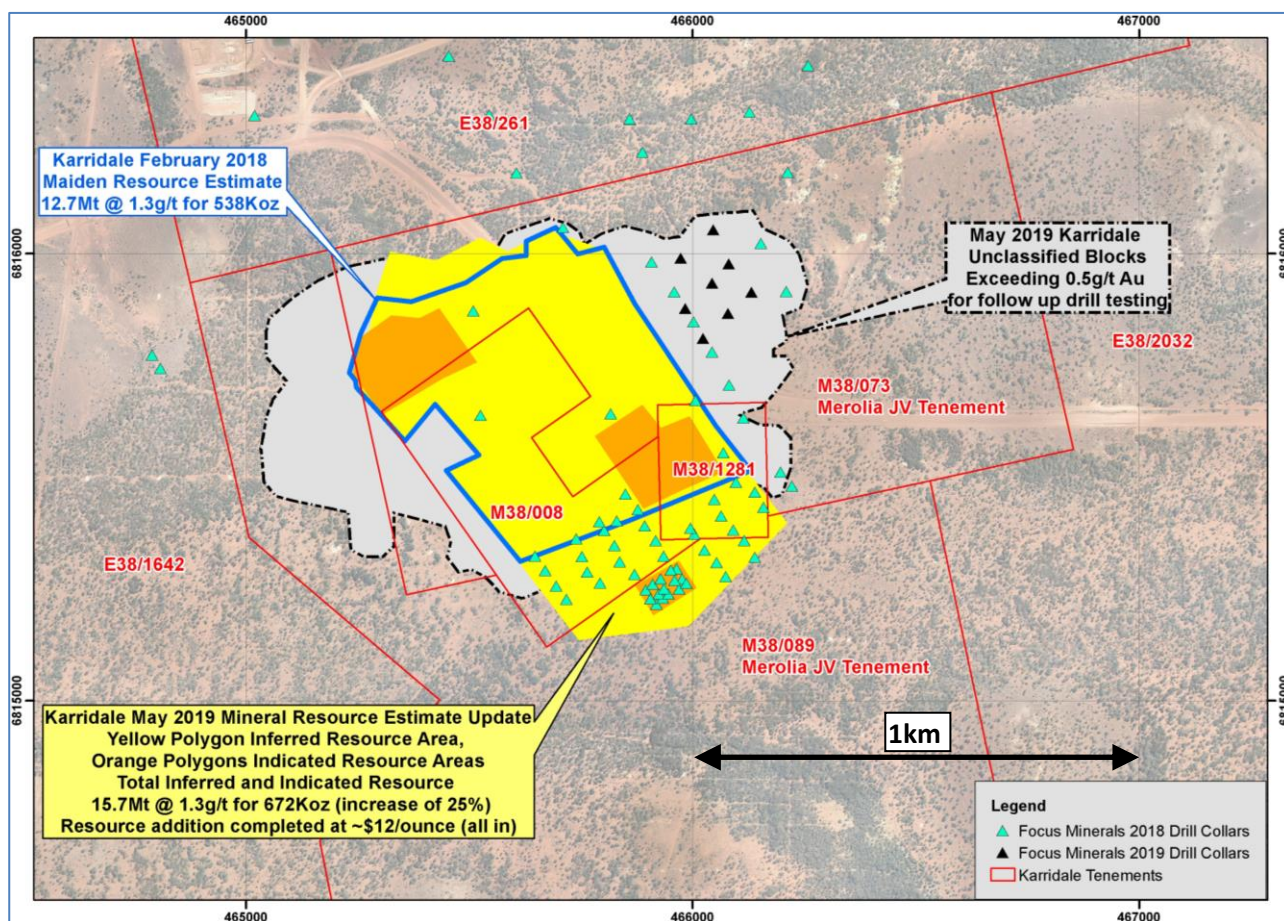 465000
466000
467000
E38/261
Karridale February 2018
Maiden Resource Estimate
12.7Mt @ 1.3g/t for 538Koz
6816000
6816000
May 2019 Karridale
Unclassified Blocks
Exceeding 0.5g/t Au
for follow up drill testing
E38/2032
M38/073
Merolia JV Tenement
M38/1281
M38/008
E38/1642
M38/089
Merolia JV Tenement
6815000
6815000
Karridale May 2019 Mineral Resource Estimate Update
Yellow Polygon Inferred Resource Area,
Orange Polygons Indicated Resource Areas
Total Inferred and Indicated Resource
15.7Mt @ 1.3g/t for 672Koz (increase of 25%)
Resource addition completed at ~$12/ounce (all in)
1km
Legend
Focus Minerals 2018 Drill Collars
Focus Minerals 2019 Drill Collars
Karridale Tenements
465000
466000
467000